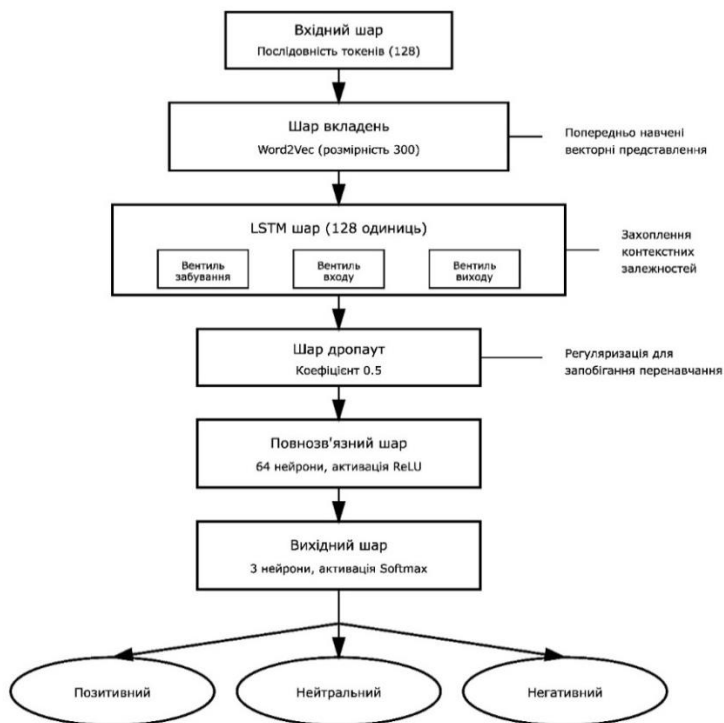 Вхідний шар
Послідовність токенів (128)
Шар вкладень
Word2Vec (розмірність 300)
Попередньо навчені
векторні представлення
LSTM шар (128 одиниць)
Вентиль
забування
Вентиль
входу
Вентиль
виходу
Захоплення
контекстних
залежностей
Шар дропаут
Коефіцієнт 0.5
Регуляризація для
запобігання перенавчання
Повнозв'язний шар
64 нейрони, активація ReLU
Вихідний шар
3 нейрони, активація Softmax
Позитивний
Нейтральний
Негативний